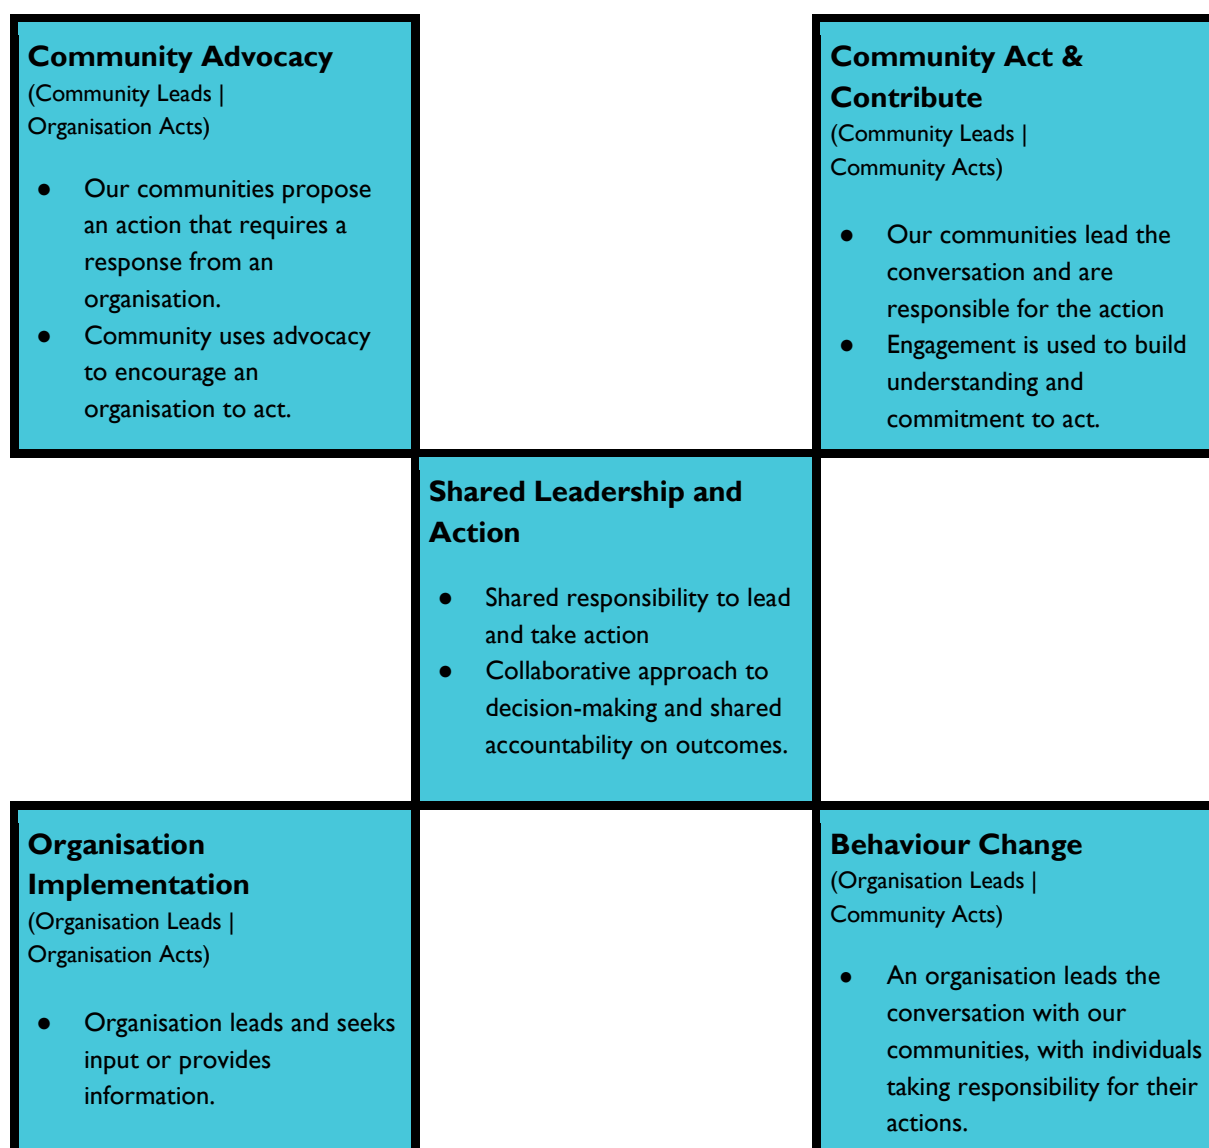 Community Advocacy
(Community Leads |
Organisation Acts)
● Our communities propose
an action that requires a
response from an
organisation.
● Community uses advocacy
to encourage an
organisation to act.
Community Act &
Contribute
(Community Leads |
Community Acts)
● Our communities lead the
conversation and are
responsible for the action
● Engagement is used to build
understanding and
commitment to act.
Shared Leadership and
Action
● Shared responsibility to lead
and take action
● Collaborative approach to
decision-making and shared
accountability on outcomes.
Organisation
Implementation
(Organisation Leads |
Organisation Acts)
● Organisation leads and seeks
input or provides
information.
Behaviour Change
(Organisation Leads |
Community Acts)
● An organisation leads the
conversation with our
communities, with individuals
taking responsibility for their
actions.